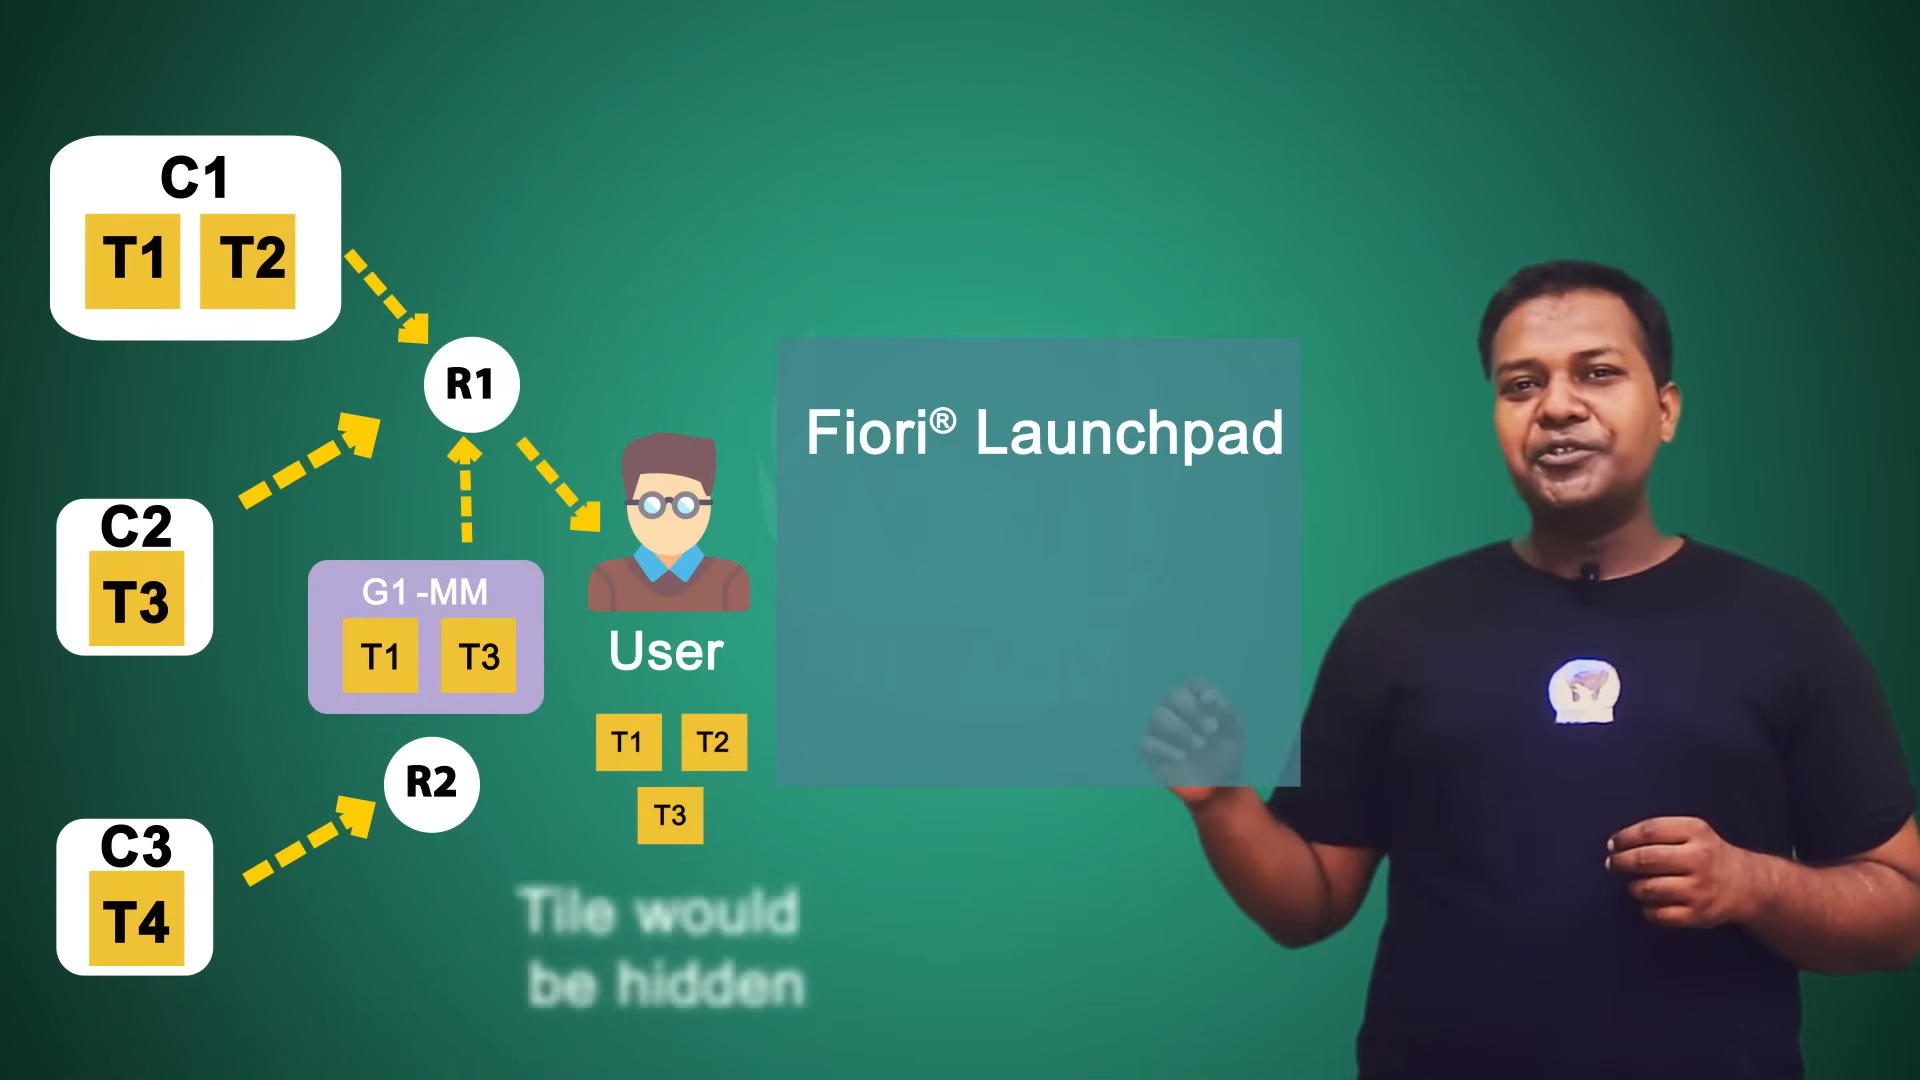 C1
T1 T2
R1
Fiori® Launchpad
C2
T3
G1-MM
T1 T3
User
T1 T2
R2
T3
C3
T4
Tile would
be hidden